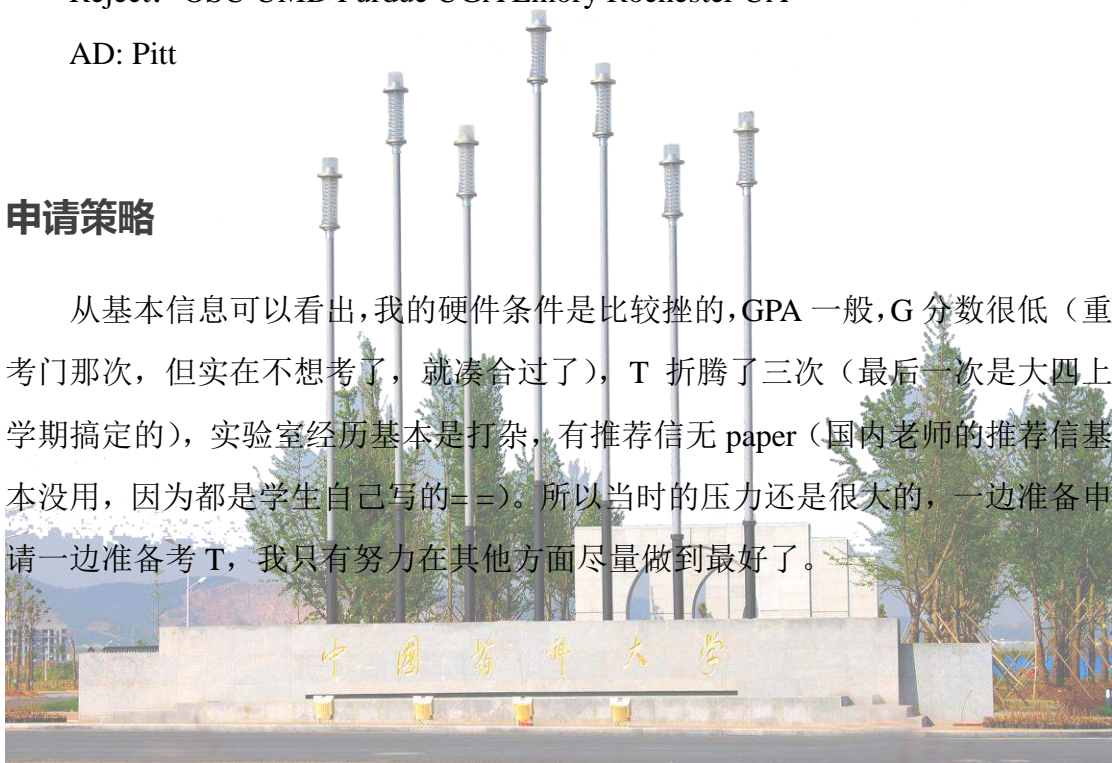 Reject: OSU UMD Purdue UGA Emory Rochester UA
AD: Pitt
申请策略
从基本信息可以看出,我的硬件条件是比较挫的,GPA 一般,G 分数很低（重
考门那次，但实在不想考了，就凑合过了），T 折腾了三次（最后一次是大四上
学期搞定的），实验室经历基本是打杂，有推荐信无 paper（国内老师的推荐信基
本没用，因为都是学生自己写的= =）。所以当时的压力还是很大的，一边准备申
请一边准备考 T，我只有努力在其他方面尽量做到最好了。
中国药科大学